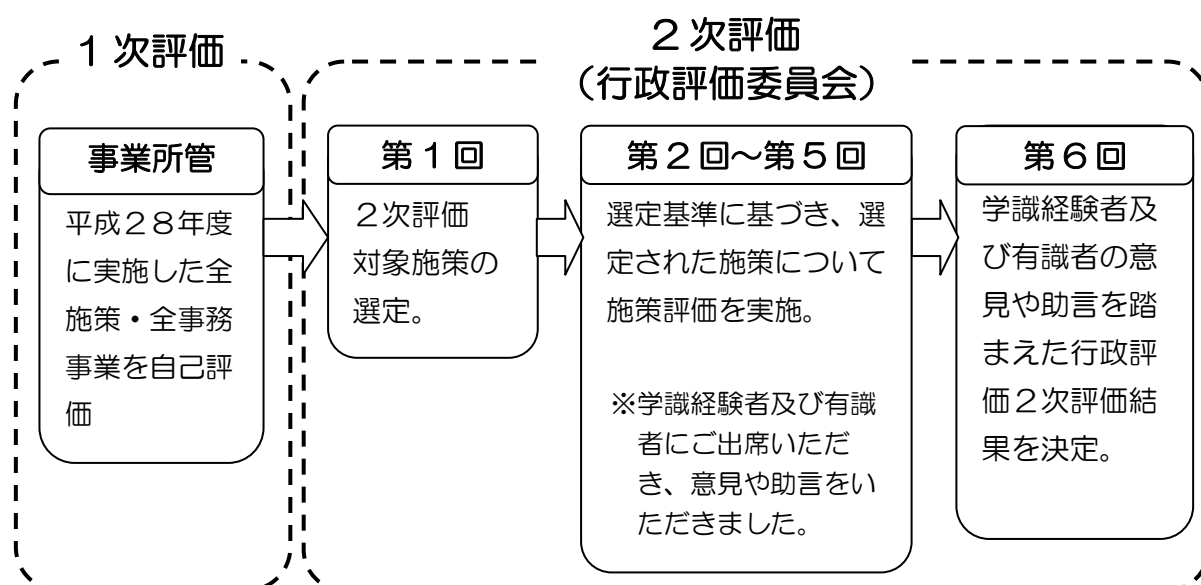 １次評価
２次評価
（行政評価委員会）
事業所管
平成２８年度
に実施した全
施策・全事務
事業を自己評
価
第１回
２次評価
対象施策の
選定。
第２回～第５回
選定基準に基づき、選
定された施策について
施策評価を実施。
※学識経験者及び有識
者にご出席いただ
き、意見や助言をい
ただきました。
第６回
学識経験者及
び有識者の意
見や助言を踏
まえた行政評
価２次評価結
果を決定。